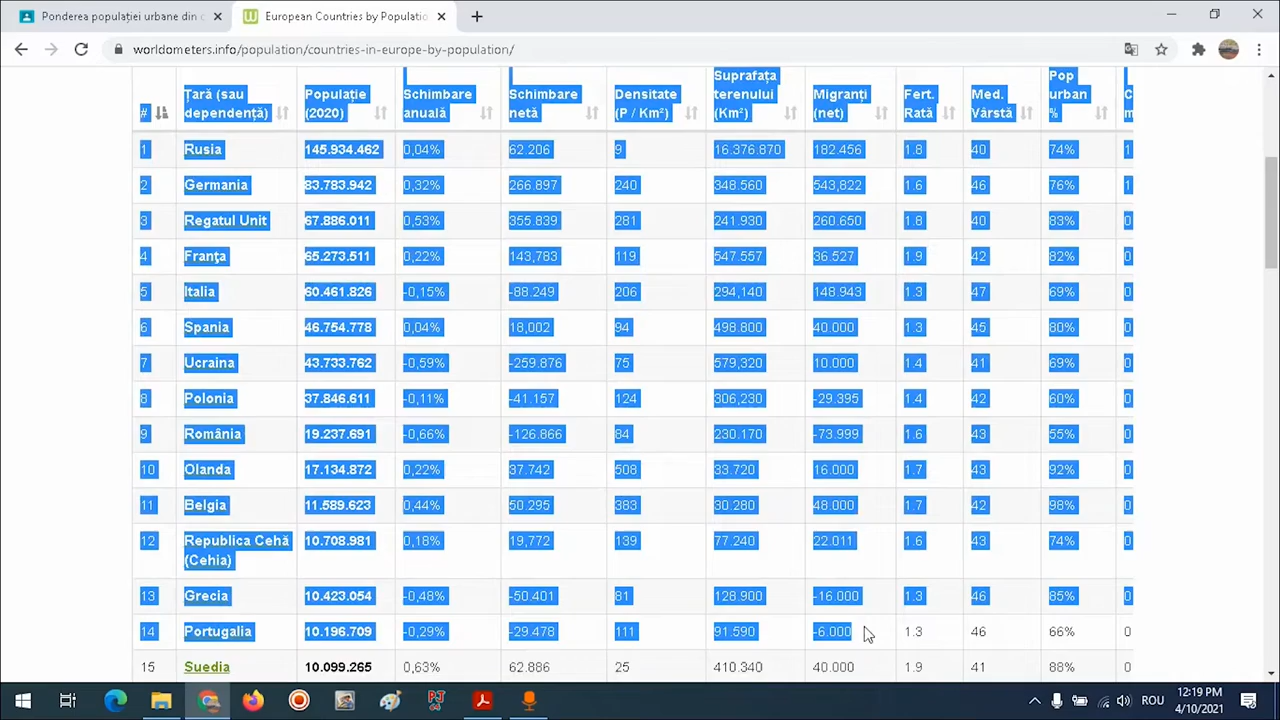 Ponderea populației urbane din c
European Countries by Populatio
worldometers.info/population/countries-in-europe-by-population/
# Țară (sau dependență) Populație (2020) Schimbare anuală Schimbare netă Densitate (P / Km²) Suprafața terenului (Km²) Migranți (net) Fert. Rată Med. Vârstă Pop urban %
1 Rusia 145.934.462 0,04% 62.206 9 16.376.870 182.456 1.8 40 74% 1
2 Germania 83.783.942 0,32% 266.897 240 348.560 543,822 1.6 46 76% 1
3 Regatul Unit 67.886.011 0,53% 355.839 281 241.930 260.650 1.8 40 83% 0
4 Franţa 65.273.511 0,22% 143,783 119 547.557 36.527 1.9 42 82% 0
5 Italia 60.461.826 -0,15% -88.249 206 294,140 148.943 1.3 47 69% 0
6 Spania 46.754.778 0,04% 18,002 94 498.800 40.000 1.3 45 80% 0
7 Ucraina 43.733.762 -0,59% -259.876 75 579,320 10.000 1.4 41 69% 0
8 Polonia 37.846.611 -0,11% -41.157 124 306,230 -29.395 1.4 42 60% 0
9 România 19.237.691 -0,66% -126.866 84 230.170 -73.999 1.6 43 55% 0
10 Olanda 17.134.872 0,22% 37.742 508 33.720 16.000 1.7 43 92% 0
11 Belgia 11.589.623 0,44% 50.295 383 30.280 48.000 1.7 42 98% 0
12 Republica Cehă (Cehia) 10.708.981 0,18% 19,772 139 77.240 22.011 1.6 43 74% 0
13 Grecia 10.423.054 -0,48% -50.401 81 128.900 -16.000 1.3 46 85% 0
14 Portugalia 10.196.709 -0,29% -29.478 111 91.590 -6.000 1.3 46 66% 0
15 Suedia 10.099.265 0,63% 62.886 25 410.340 40.000 1.9 41 88% 0
ROU
12:19 PM
4/10/2021